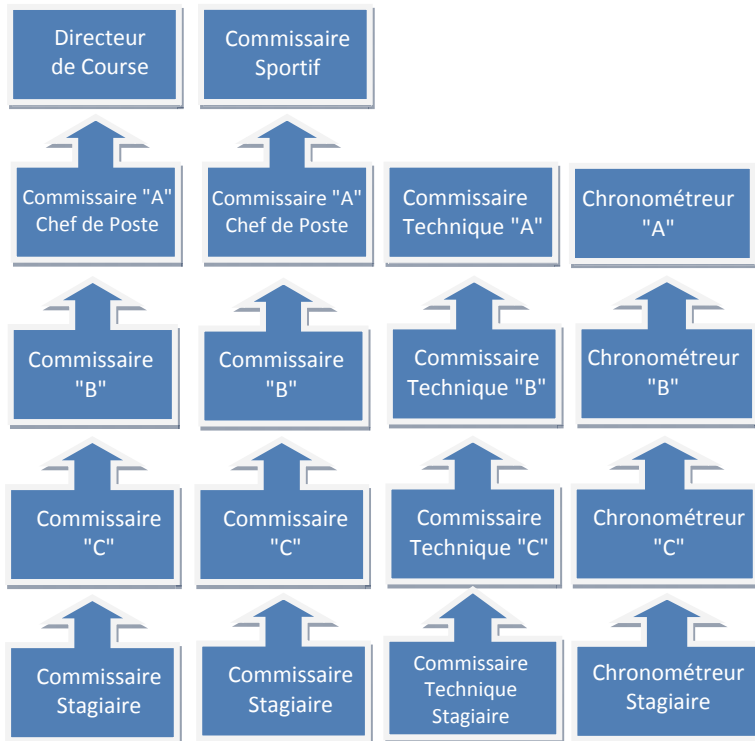 Directeur
de Course
Commissaire
Sportif
Commissaire "A"
Chef de Poste
Commissaire "A"
Chef de Poste
Commissaire
Technique "A"
Chronométreur
"A"
Commissaire
"B"
Commissaire
"B"
Commissaire
Technique "B"
Chronométreur
"B"
Commissaire
"C"
Commissaire
"C"
Commissaire
Technique "C"
Chronométreur
"C"
Commissaire
Stagiaire
Commissaire
Stagiaire
Commissaire
Technique
Stagiaire
Chronométreur
Stagiaire